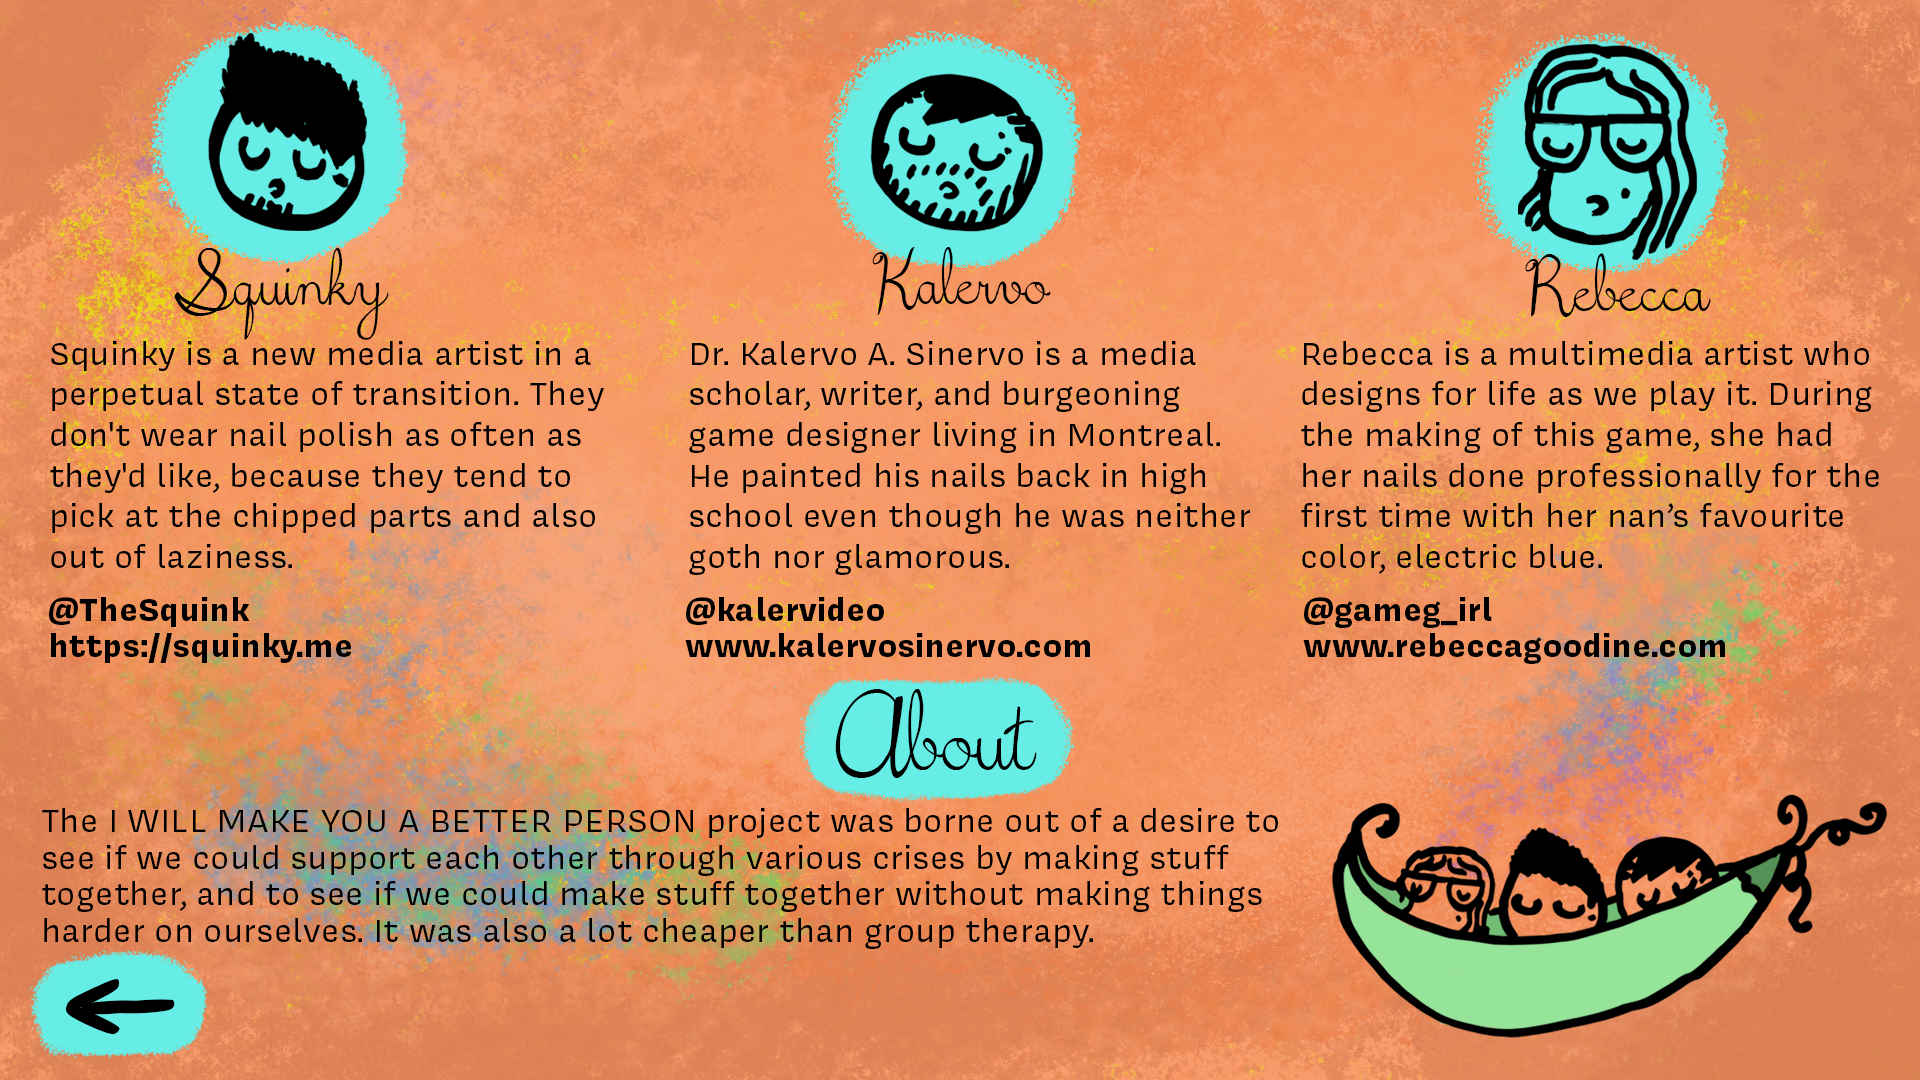 Squinky
Squinky is a new media artist in a
perpetual state of transition. They
don't wear nail polish as often as
they'd like, because they tend to
pick at the chipped parts and also
out of laziness.
@TheSquink
https://squinky.me
Kalervo
Dr. Kalervo A. Sinervo is a media
scholar, writer, and burgeoning
game designer living in Montreal.
He painted his nails back in high
school even though he was neither
goth nor glamorous.
@kalervideo
www.kalervosinervo.com
Rebecca
Rebecca is a multimedia artist who
designs for life as we play it. During
the making of this game, she had
her nails done professionally for the
first time with her nan’s favourite
color, electric blue.
@gameg_irl
www.rebeccagoodine.com
About
The I WILL MAKE YOU A BETTER PERSON project was borne out of a desire to
see if we could support each other through various crises by making stuff
together, and to see if we could make stuff together without making things
harder on ourselves. It was also a lot cheaper than group therapy.